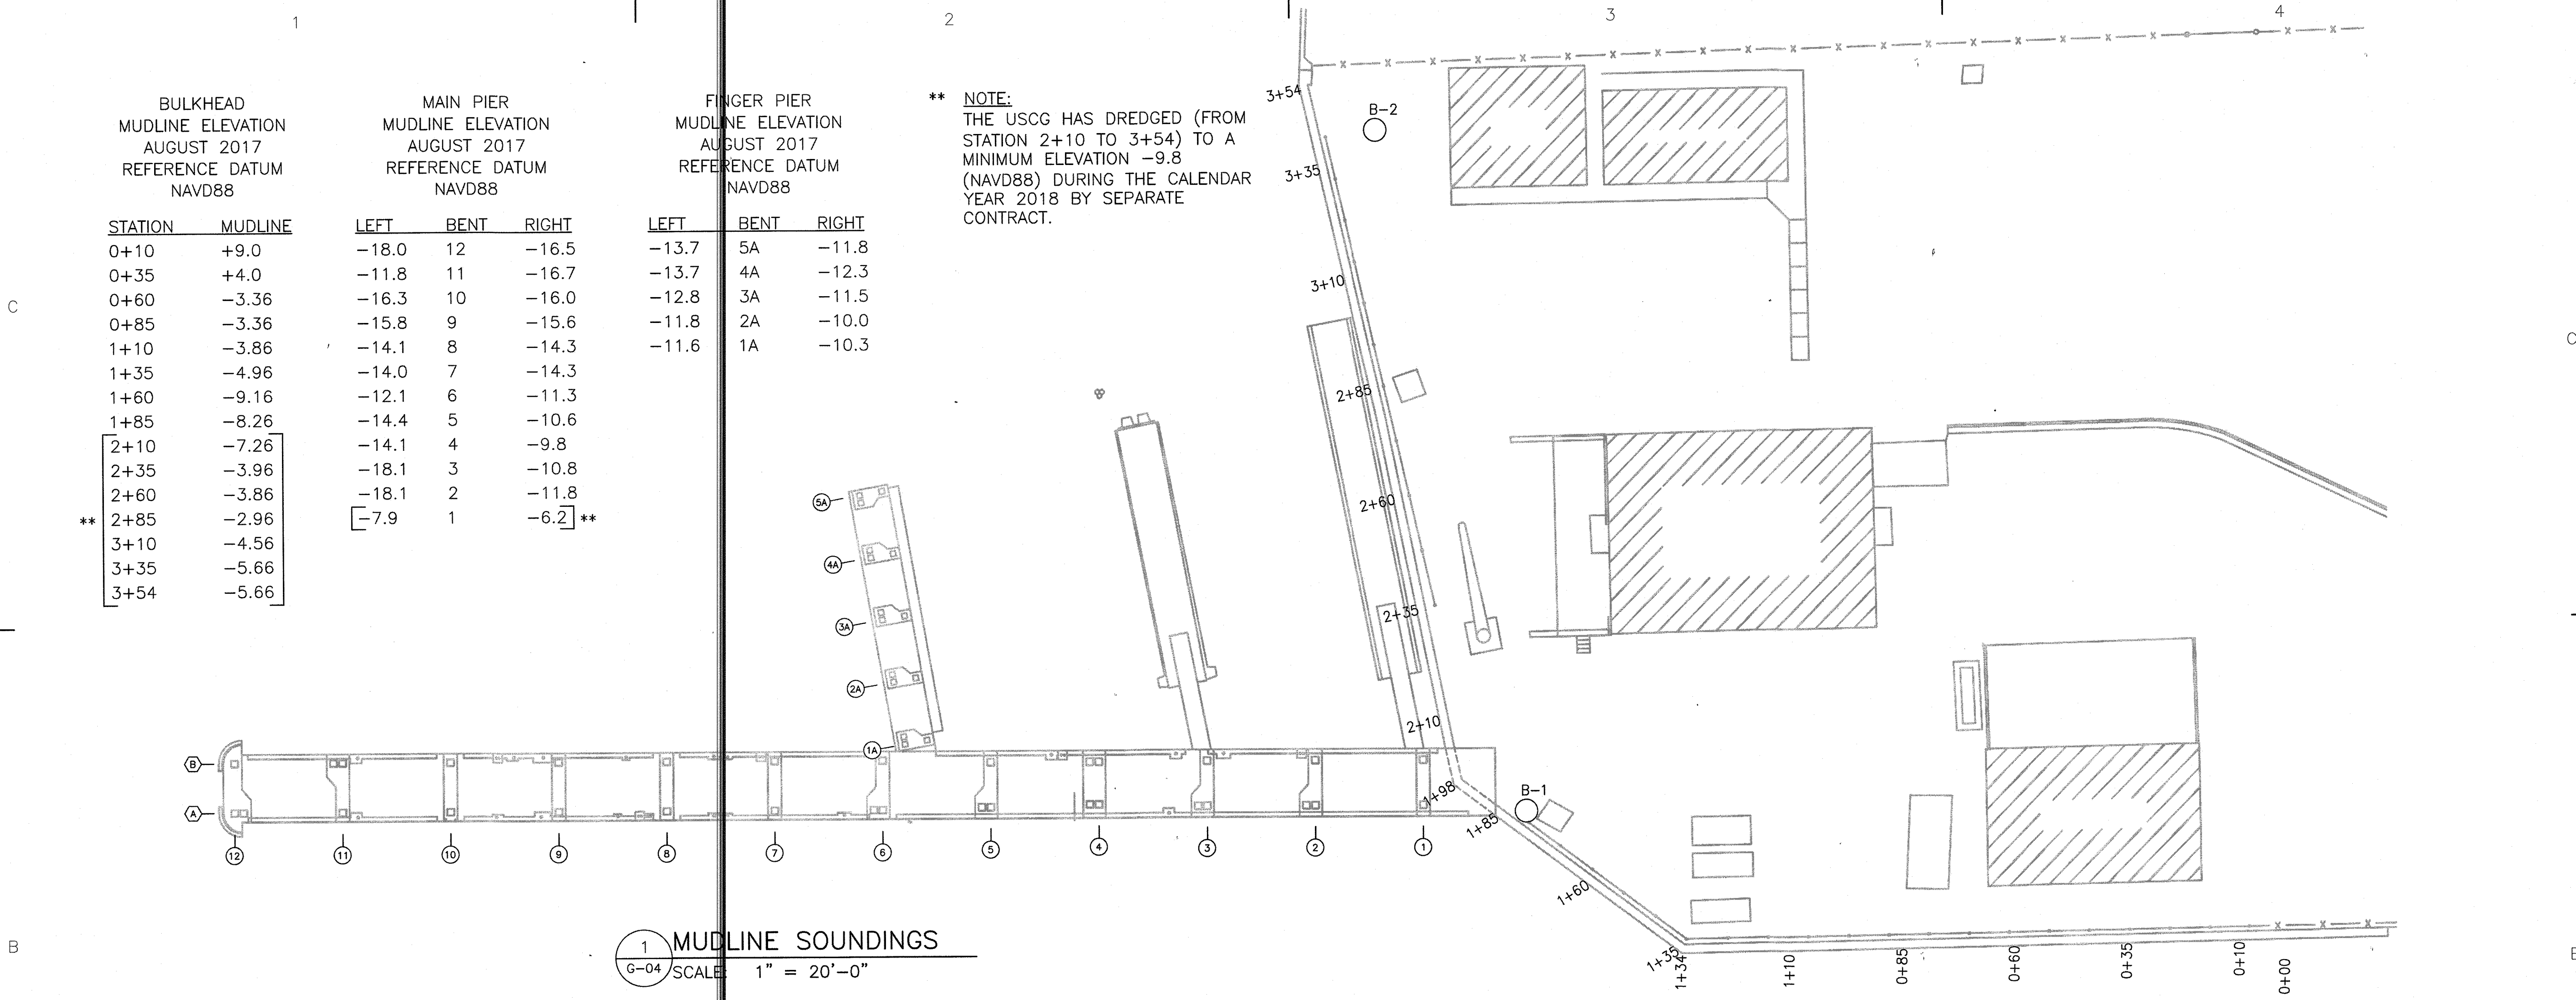 1
2
3
4
BULKHEAD
MUDLINE ELEVATION
AUGUST 2017
REFERENCE DATUM
NAVD88
STATION MUDLINE
0+10 +9.0
0+35 +4.0
0+60 −3.36
0+85 −3.36
1+10 −3.86
1+35 −4.96
1+60 −9.16
1+85 −8.26
2+10 −7.26
2+35 −3.96
2+60 −3.86
** 2+85 −2.96
3+10 −4.56
3+35 −5.66
3+54 −5.66
MAIN PIER
MUDLINE ELEVATION
AUGUST 2017
REFERENCE DATUM
NAVD88
LEFT BENT RIGHT
−18.0 12 −16.5
−11.8 11 −16.7
−16.3 10 −16.0
−15.8 9 −15.6
−14.1 8 −14.3
−14.0 7 −14.3
−12.1 6 −11.3
−14.4 5 −10.6
−14.1 4 −9.8
−18.1 3 −10.8
−18.1 2 −11.8
[−7.9 1 −6.2] **
FINGER PIER
MUDLINE ELEVATION
AUGUST 2017
REFERENCE DATUM
NAVD88
LEFT BENT RIGHT
−13.7 5A −11.8
−13.7 4A −12.3
−12.8 3A −11.5
−11.8 2A −10.0
−11.6 1A −10.3
** NOTE:
THE USCG HAS DREDGED (FROM
STATION 2+10 TO 3+54) TO A
MINIMUM ELEVATION −9.8
(NAVD88) DURING THE CALENDAR
YEAR 2018 BY SEPARATE
CONTRACT.
3+54
B−2
3+35
3+10
2+85
2+60
2+35
2+10
1+98
B−1
1+85
1+60
1+35
1+34
1+10
0+85
0+60
0+35
0+10
0+00
5A
4A
3A
2A
1A
B
A
12
11
10
9
8
7
6
5
4
3
2
1
C
C
B
B
1
G−04
MUDLINE SOUNDINGS
SCALE: 1" = 20'−0"